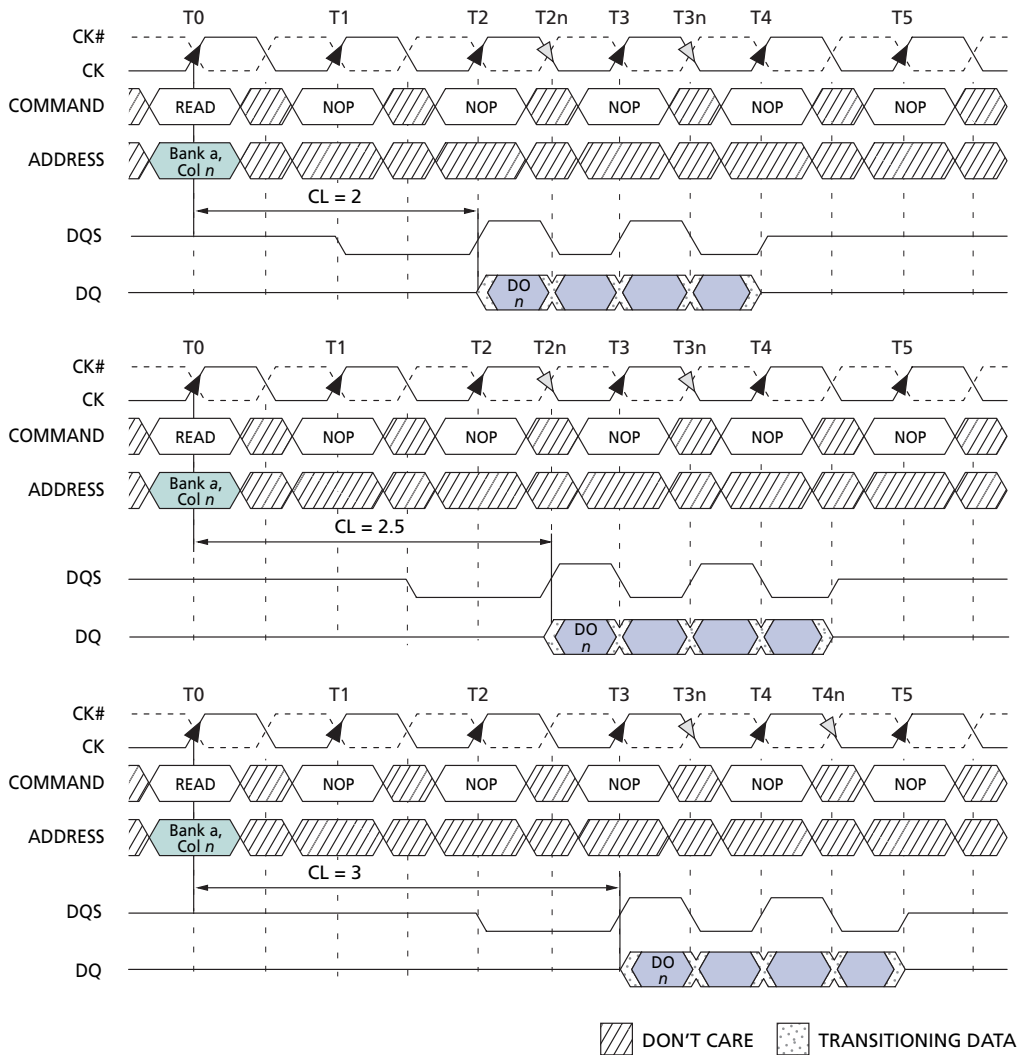 T0 T1 T2 T2n T3 T3n T4 T5
CK#
CK
COMMAND READ NOP NOP NOP NOP NOP
ADDRESS Bank a,
Col n
CL = 2
DQS
DQ DO
n
T0 T1 T2 T2n T3 T3n T4 T5
CK#
CK
COMMAND READ NOP NOP NOP NOP NOP
ADDRESS Bank a,
Col n
CL = 2.5
DQS
DQ DO
n
T0 T1 T2 T3 T3n T4 T4n T5
CK#
CK
COMMAND READ NOP NOP NOP NOP NOP
ADDRESS Bank a,
Col n
CL = 3
DQS
DQ DO
n
DON'T CARE TRANSITIONING DATA